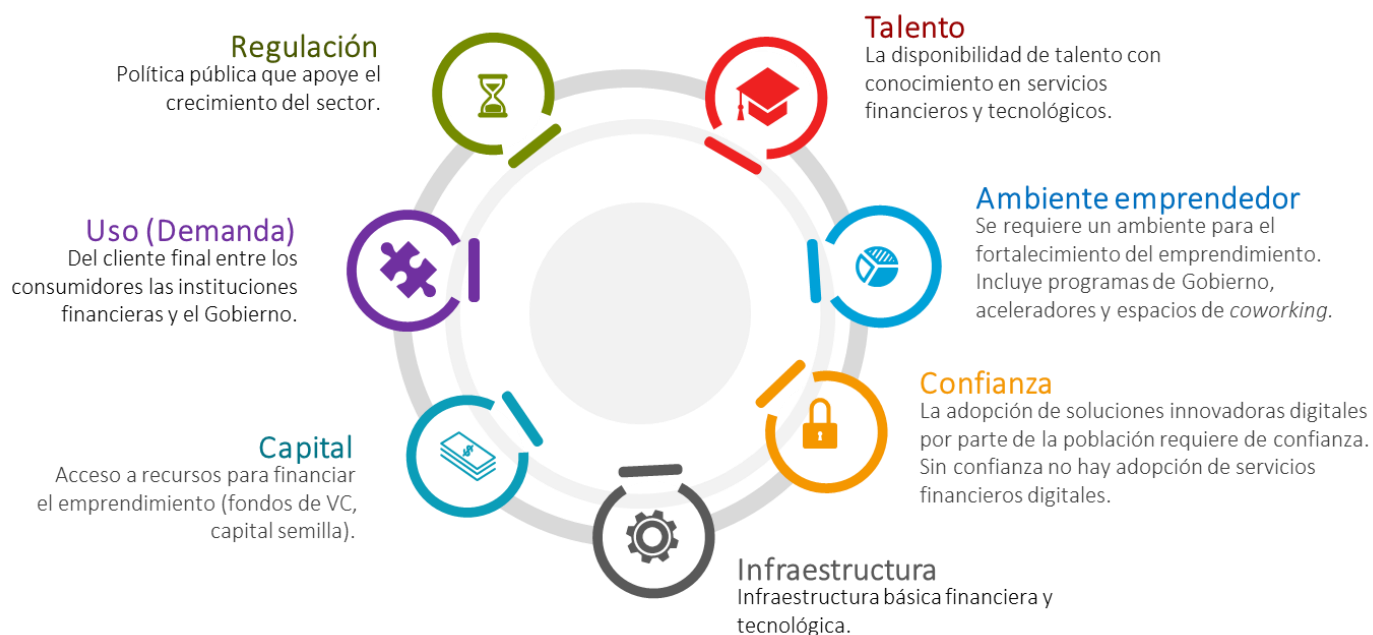 Regulación
Política pública que apoye el
crecimiento del sector.
Talento
La disponibilidad de talento con
conocimiento en servicios
financieros y tecnológicos.
Uso (Demanda)
Del cliente final entre los
consumidores las instituciones
financieras y el Gobierno.
Ambiente emprendedor
Se requiere un ambiente para el
fortalecimiento del emprendimiento.
Incluye programas de Gobierno,
aceleradores y espacios de coworking.
Capital
Acceso a recursos para financiar
el emprendimiento (fondos de VC,
capital semilla).
Confianza
La adopción de soluciones innovadoras digitales
por parte de la población requiere de confianza.
Sin confianza no hay adopción de servicios
financieros digitales.
Infraestructura
Infraestructura básica financiera y
tecnológica.